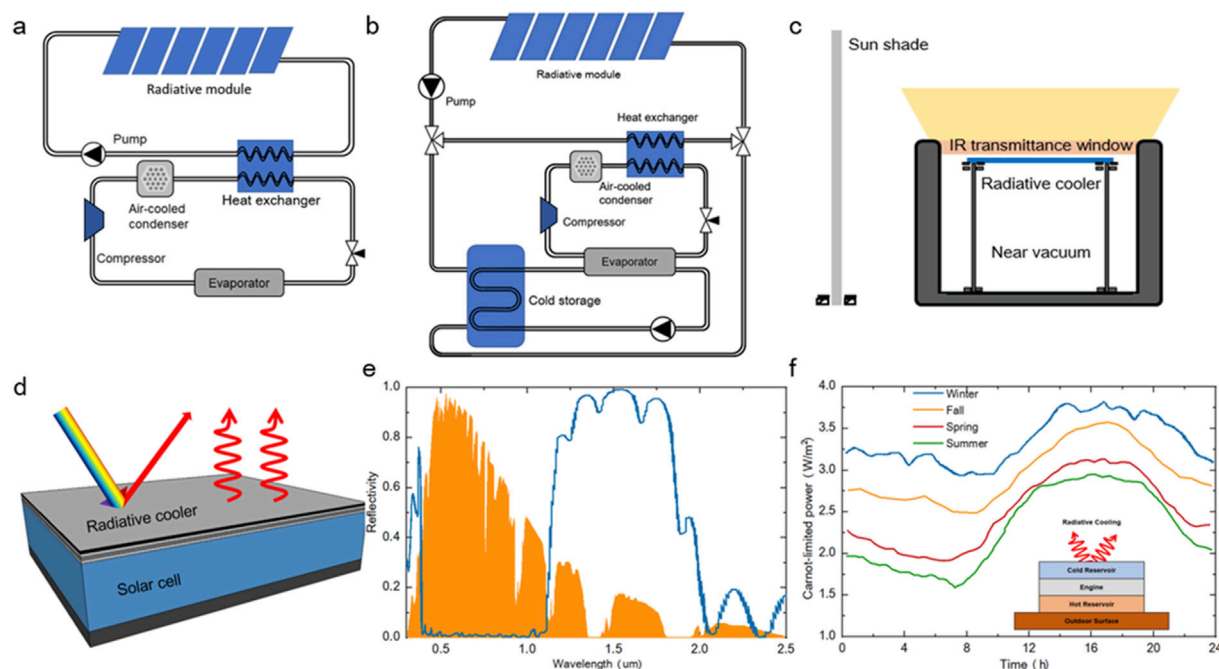 a
Radiative module
Pump
Heat exchanger
Air-cooled
condenser
Compressor
Evaporator
b
Radiative module
Pump
Heat exchanger
Air-cooled
condenser
Compressor
Evaporator
Cold storage
c
Sun shade
IR transmittance window
Radiative cooler
Near vacuum
d
Radiative cooler
Solar cell
e
Reflectivity
1.0
0.8
0.6
0.4
0.2
0.0
0.5
1.0
1.5
2.0
2.5
Wavelength (um)
f
Carnot-limited power (W/m²)
4.0
3.5
3.0
2.5
2.0
1.5
1.0
Winter
Fall
Spring
Summer
Radiative Cooling
Cold Reservoir
Engine
Hot Reservoir
Outdoor Surface
0
4
8
12
16
20
24
Time (h)